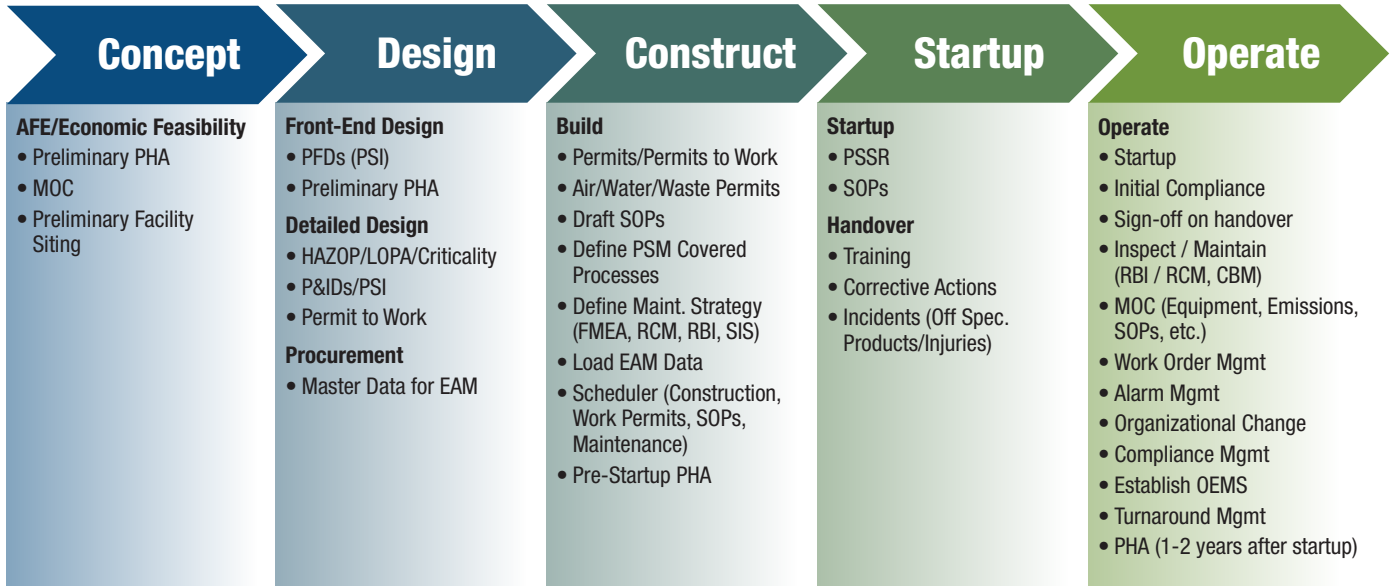 Concept
Design
Construct
Startup
Operate
AFE/Economic Feasibility
• Preliminary PHA
• MOC
• Preliminary Facility
Siting
Front-End Design
• PFDs (PSI)
• Preliminary PHA
Detailed Design
• HAZOP/LOPA/Criticality
• P&IDs/PSI
• Permit to Work
Procurement
• Master Data for EAM
Build
• Permits/Permits to Work
• Air/Water/Waste Permits
• Draft SOPs
• Define PSM Covered
Processes
• Define Maint. Strategy
(FMEA, RCM, RBI, SIS)
• Load EAM Data
• Scheduler (Construction,
Work Permits, SOPs,
Maintenance)
• Pre-Startup PHA
Startup
• PSSR
• SOPs
Handover
• Training
• Corrective Actions
• Incidents (Off Spec.
Products/Injuries)
Operate
• Startup
• Initial Compliance
• Sign-off on handover
• Inspect / Maintain
(RBI / RCM, CBM)
• MOC (Equipment, Emissions,
SOPs, etc.)
• Work Order Mgmt
• Alarm Mgmt
• Organizational Change
• Compliance Mgmt
• Establish OEMS
• Turnaround Mgmt
• PHA (1-2 years after startup)